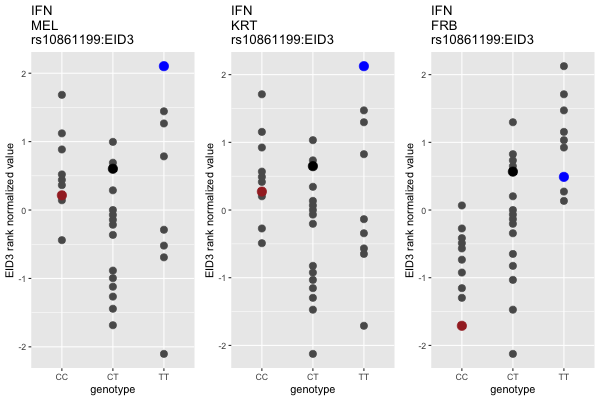 IFN
MEL
rs10861199:EID3
EID3 rank normalized value
2
1
0
-1
-2
CC
CT
TT
genotype
IFN
KRT
rs10861199:EID3
EID3 rank normalized value
2
1
0
-1
-2
CC
CT
TT
genotype
IFN
FRB
rs10861199:EID3
EID3 rank normalized value
2
1
0
-1
-2
CC
CT
TT
genotype